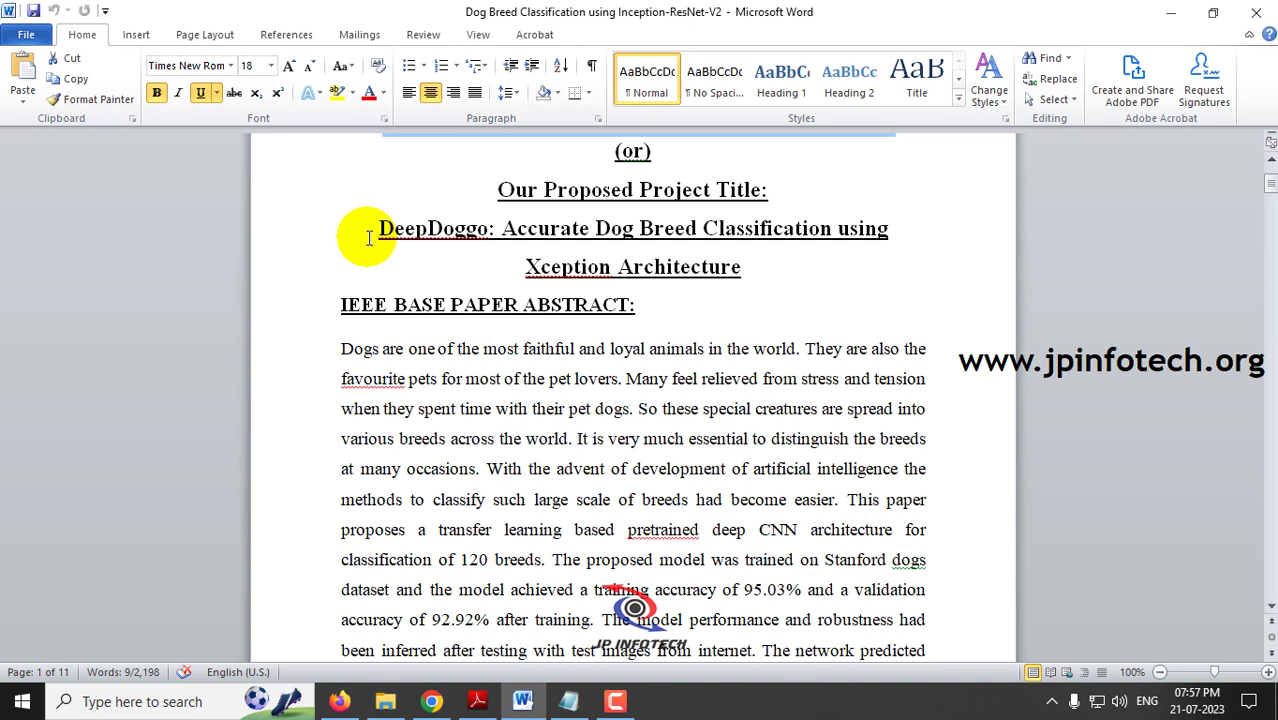 Dog Breed Classification using Inception-ResNet-V2 - Microsoft Word
File Home Insert Page Layout References Mailings Review View Acrobat
Paste
Cut
Copy
Format Painter
Clipboard
Times New Rom 18
B I U abc x₂ x²
Font
Paragraph
AaBbCcDc AaBbCcDc AaBbCc AaBbCc AaB
¶ Normal ¶ No Spaci... Heading 1 Heading 2 Title
Change Styles
Styles
Find
Replace
Select
Editing
Create and Share Adobe PDF
Request Signatures
Adobe Acrobat
(or)
Our Proposed Project Title:
DeepDoggo: Accurate Dog Breed Classification using
Xception Architecture
IEEE BASE PAPER ABSTRACT:
Dogs are one of the most faithful and loyal animals in the world. They are also the
favourite pets for most of the pet lovers. Many feel relieved from stress and tension
when they spent time with their pet dogs. So these special creatures are spread into
various breeds across the world. It is very much essential to distinguish the breeds
at many occasions. With the advent of development of artificial intelligence the
methods to classify such large scale of breeds had become easier. This paper
proposes a transfer learning based pretrained deep CNN architecture for
classification of 120 breeds. The proposed model was trained on Stanford dogs
dataset and the model achieved a training accuracy of 95.03% and a validation
accuracy of 92.92% after training. The model performance and robustness had
been inferred after testing with test images from internet. The network predicted
www.jpinfotech.org
JP INFOTECH
Page: 1 of 11 Words: 9/2,198 English (U.S.) 100%
Type here to search
ENG
07:57 PM
21-07-2023